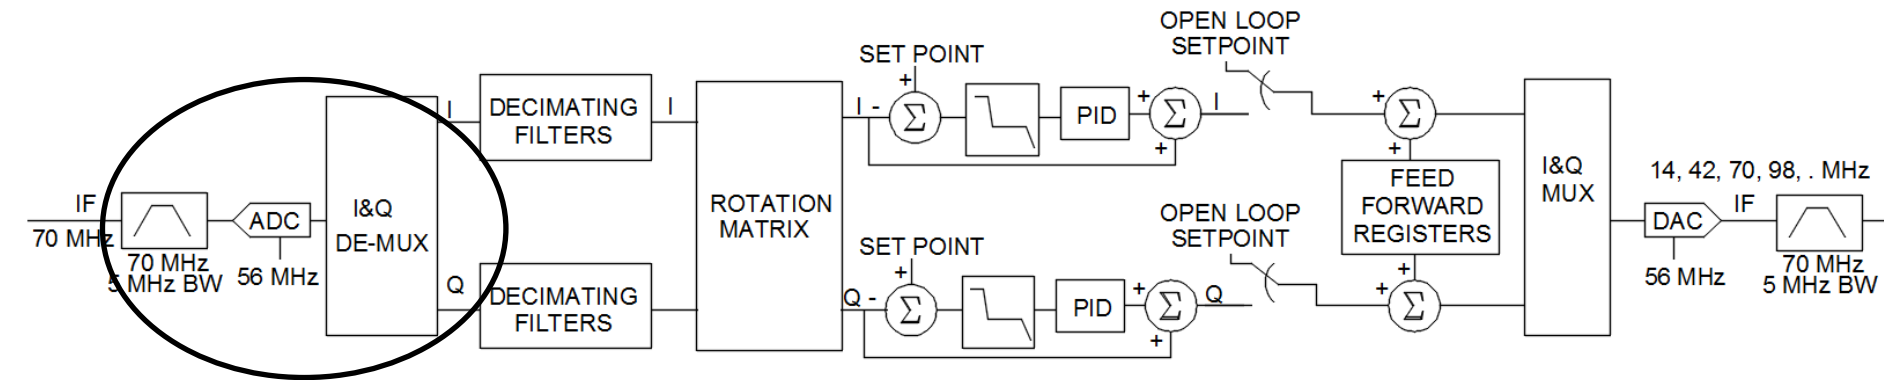 OPEN LOOP
SETPOINT
SET POINT
+
I
DECIMATING
FILTERS
I
I -
Σ
PID
+
Σ
I
+
+
Σ
+
IF
70 MHz
70 MHz
5 MHz BW
ADC
56 MHz
I&Q
DE-MUX
ROTATION
MATRIX
FEED
FORWARD
REGISTERS
I&Q
MUX
14, 42, 70, 98, . MHz
IF
DAC
56 MHz
70 MHz
5 MHz BW
OPEN LOOP
SETPOINT
SET POINT
+
Q
DECIMATING
FILTERS
Q -
Σ
PID
+
Σ
Q
+
+
+
Σ